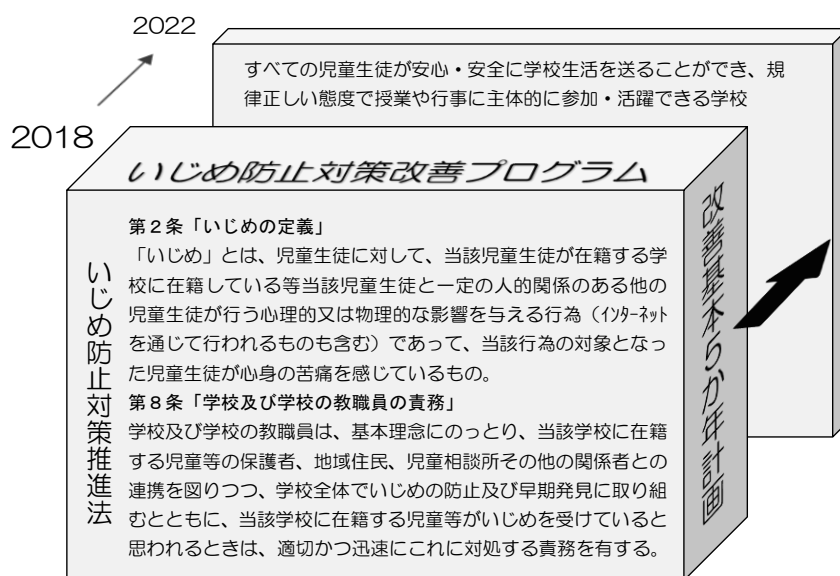 2022
すべての児童生徒が安心・安全に学校生活を送ることができ、規
律正しい態度で授業や行事に主体的に参加・活躍できる学校
2018
いじめ防止対策改善プログラム
改善基本5か年計画
いじめ防止対策推進法
第2条「いじめの定義」
「いじめ」とは、児童生徒に対して、当該児童生徒が在籍する学
校に在籍している等当該児童生徒と一定の人的関係のある他の
児童生徒が行う心理的又は物理的な影響を与える行為（ｲﾝﾀｰﾈｯﾄ
を通じて行われるものも含む）であって、当該行為の対象となっ
た児童生徒が心身の苦痛を感じているもの。
第8条「学校及び学校の教職員の責務」
学校及び学校の教職員は、基本理念にのっとり、当該学校に在籍
する児童等の保護者、地域住民、児童相談所その他の関係者との
連携を図りつつ、学校全体でいじめの防止及び早期発見に取り組
むとともに、当該学校に在籍する児童等がいじめを受けていると
思われるときは、適切かつ迅速にこれに対処する責務を有する。